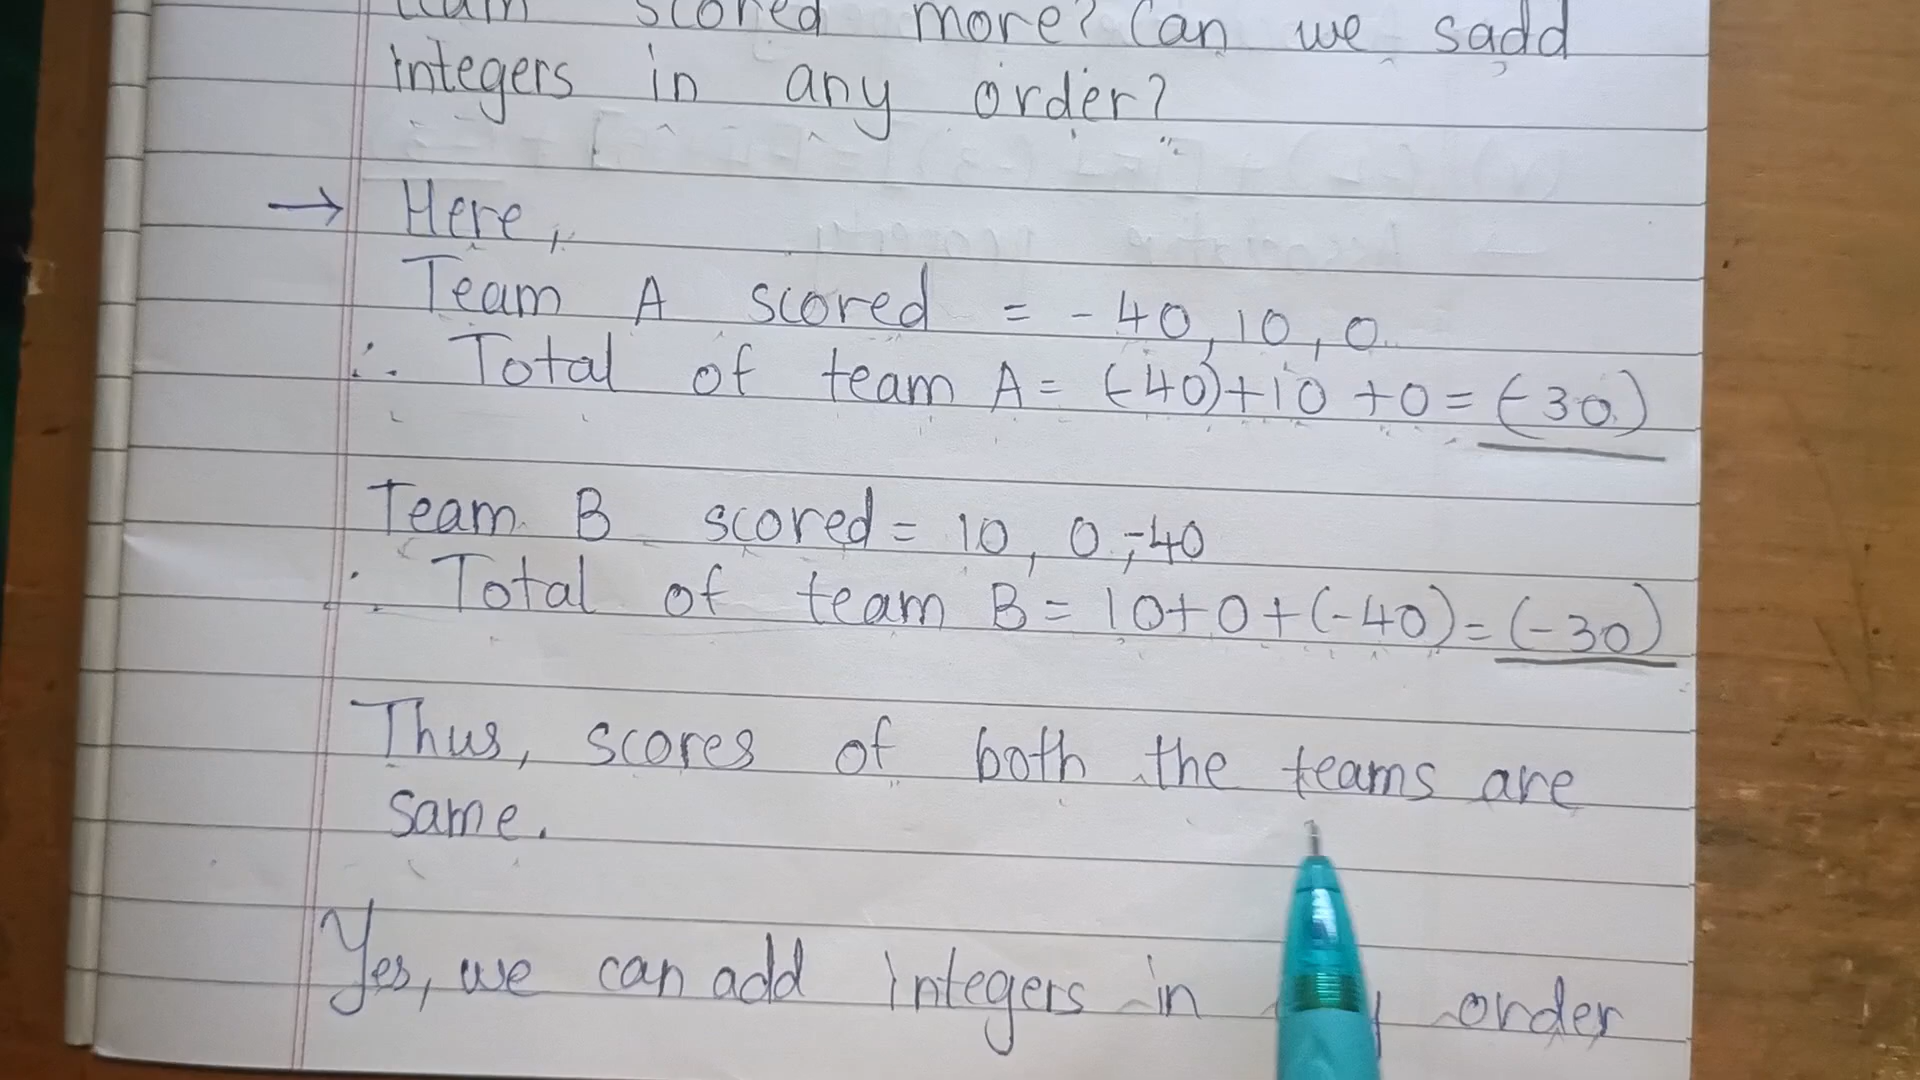 team scored more? Can we sadd
integers in any order?
→ Here,
Team A scored = - 40, 10, 0.
∴ Total of team A = (-40)+10 +0 = (-30)
Team B scored = 10, 0, -40
∴ Total of team B = 10+0+(-40) = (-30)
Thus, scores of both the teams are
same.
Yes, we can add integers in order